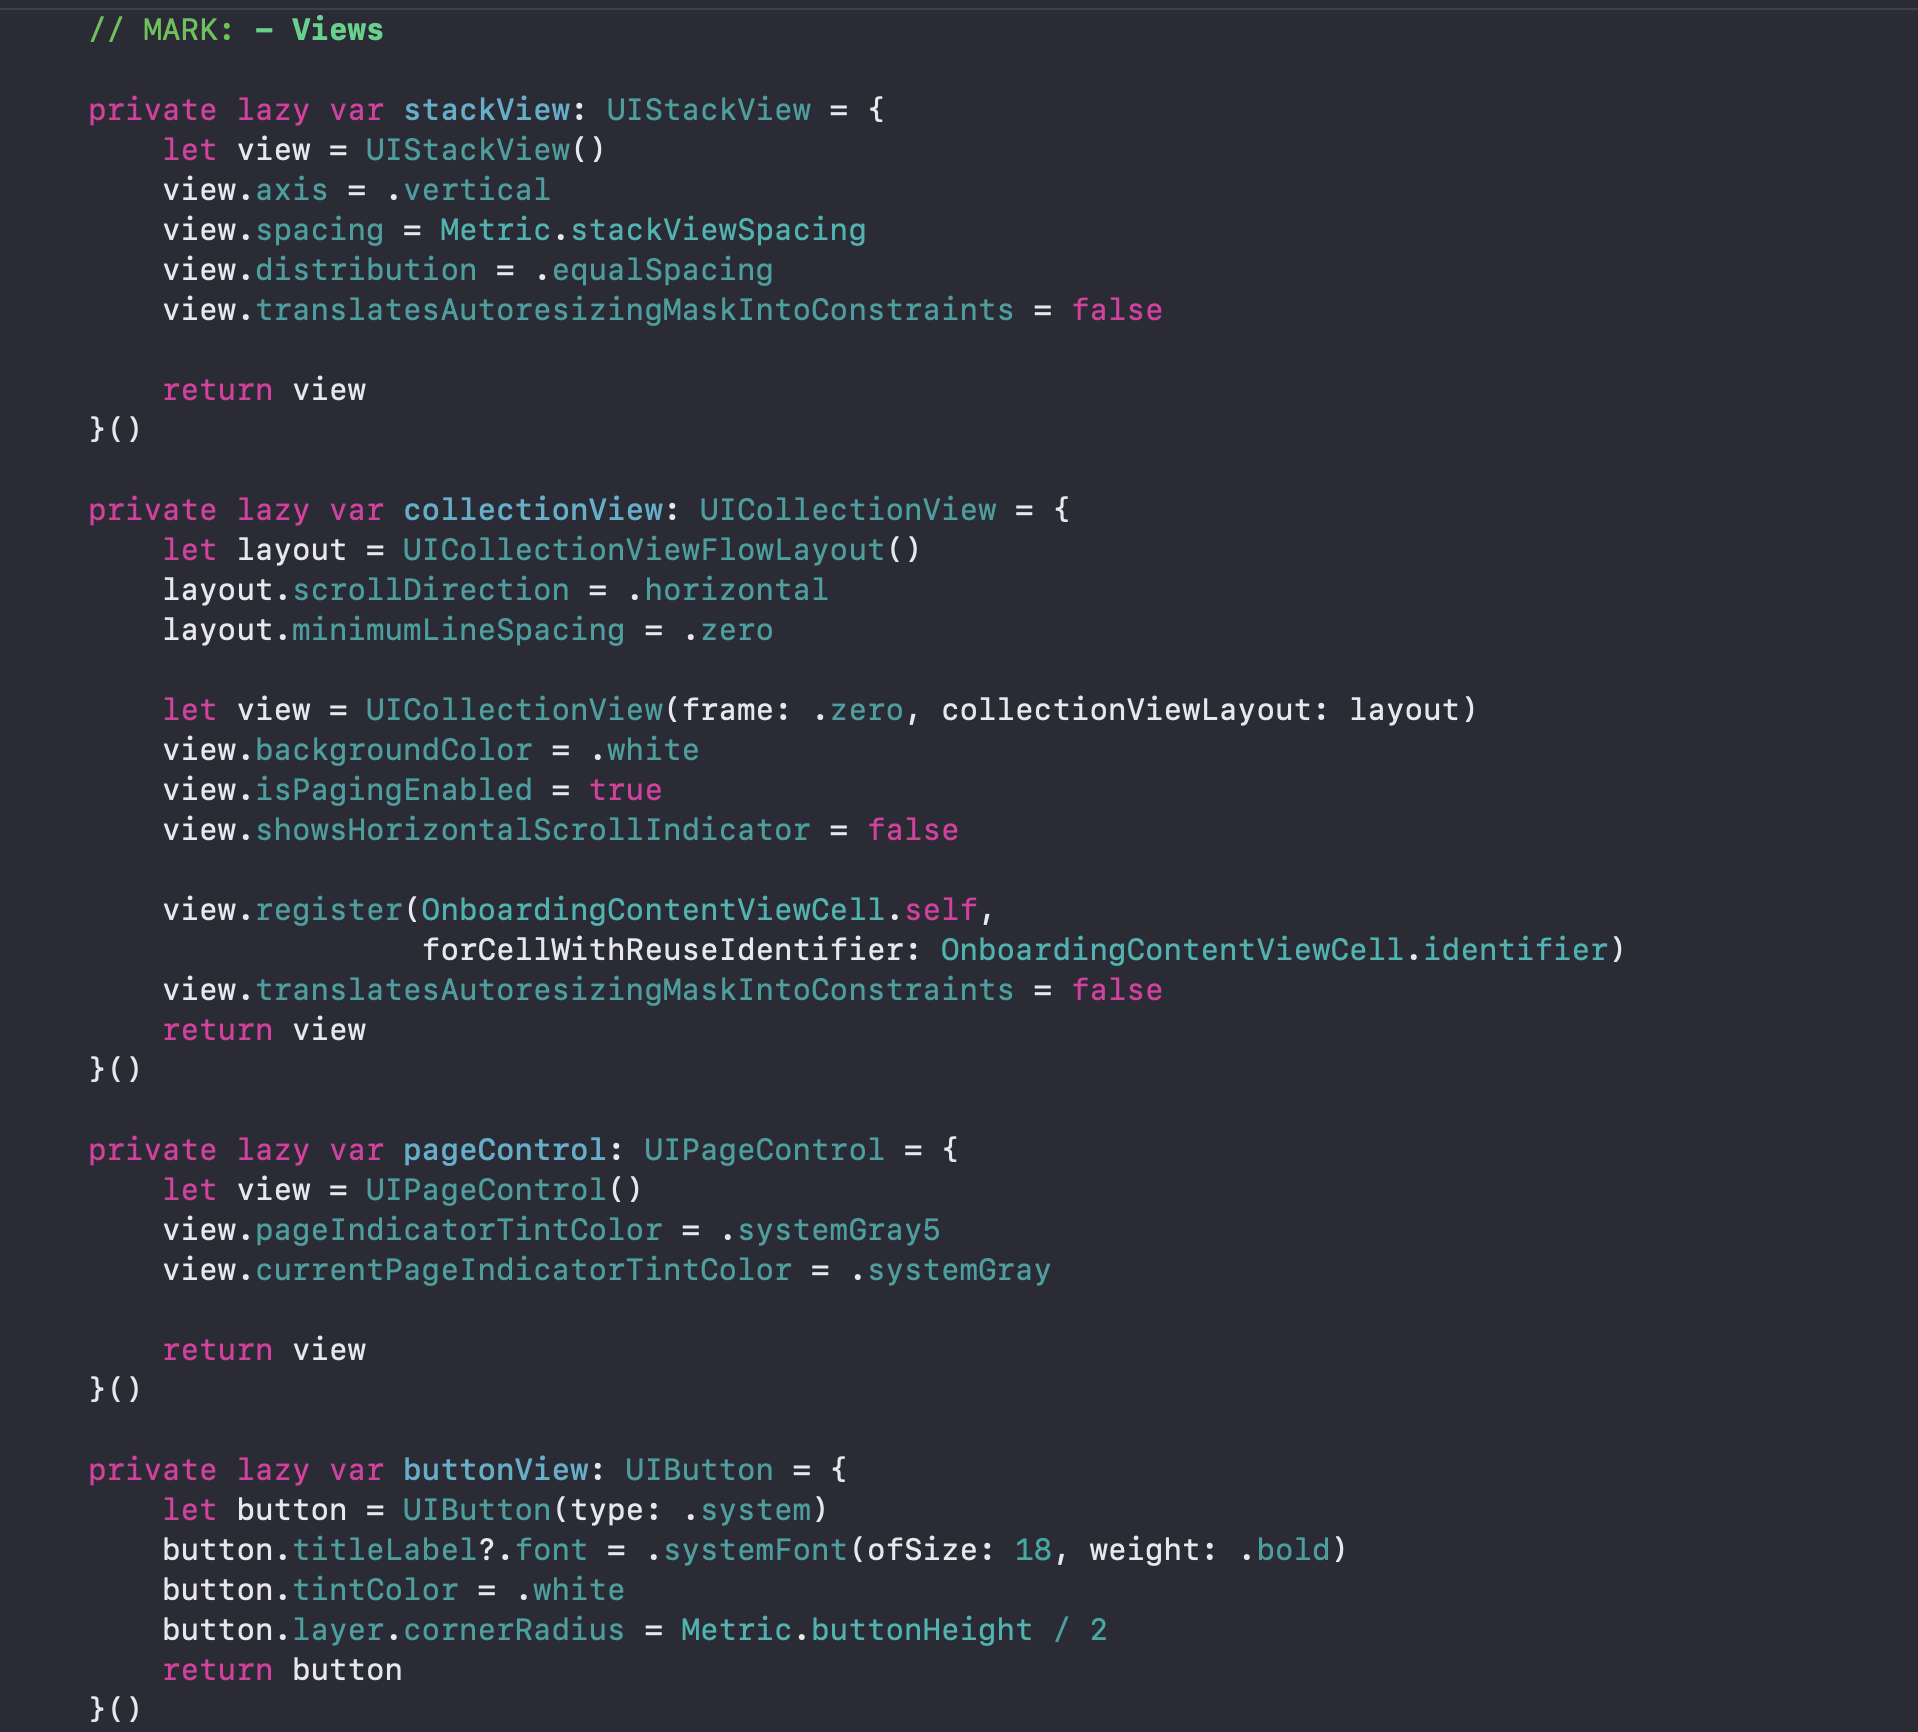 // MARK: - Views
private lazy var stackView: UIStackView = {
let view = UIStackView()
view.axis = .vertical
view.spacing = Metric.stackViewSpacing
view.distribution = .equalSpacing
view.translatesAutoresizingMaskIntoConstraints = false
return view
}()
private lazy var collectionView: UICollectionView = {
let layout = UICollectionViewFlowLayout()
layout.scrollDirection = .horizontal
layout.minimumLineSpacing = .zero
let view = UICollectionView(frame: .zero, collectionViewLayout: layout)
view.backgroundColor = .white
view.isPagingEnabled = true
view.showsHorizontalScrollIndicator = false
view.register(OnboardingContentViewCell.self,
forCellWithReuseIdentifier: OnboardingContentViewCell.identifier)
view.translatesAutoresizingMaskIntoConstraints = false
return view
}()
private lazy var pageControl: UIPageControl = {
let view = UIPageControl()
view.pageIndicatorTintColor = .systemGray5
view.currentPageIndicatorTintColor = .systemGray
return view
}()
private lazy var buttonView: UIButton = {
let button = UIButton(type: .system)
button.titleLabel?.font = .systemFont(ofSize: 18, weight: .bold)
button.tintColor = .white
button.layer.cornerRadius = Metric.buttonHeight / 2
return button
}()